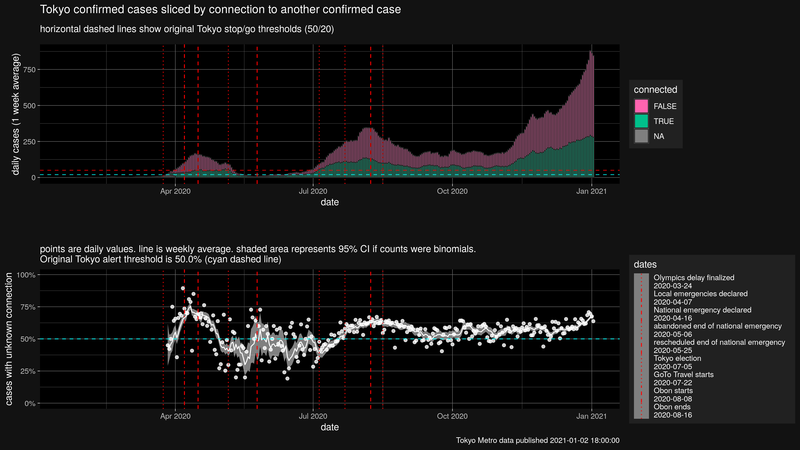 Tokyo confirmed cases sliced by connection to another confirmed case
horizontal dashed lines show original Tokyo stop/go thresholds (50/20)
daily cases (1 week average)
750
500
250
0
Apr 2020
Jul 2020
Oct 2020
Jan 2021
date
connected
FALSE
TRUE
NA
points are daily values. line is weekly average. shaded area represents 95% CI if counts were binomials.
Original Tokyo alert threshold is 50.0% (cyan dashed line)
cases with unknown connection
100%
75%
50%
25%
0%
Apr 2020
Jul 2020
Oct 2020
Jan 2021
date
dates
Olympics delay finalized
2020-03-24
Local emergencies declared
2020-04-07
National emergency declared
2020-04-16
abandoned end of national emergency
2020-05-06
rescheduled end of national emergency
2020-05-25
Tokyo election
2020-07-05
GoTo Travel starts
2020-07-22
Obon starts
2020-08-08
Obon ends
2020-08-16
Tokyo Metro data published 2021-01-02 18:00:00